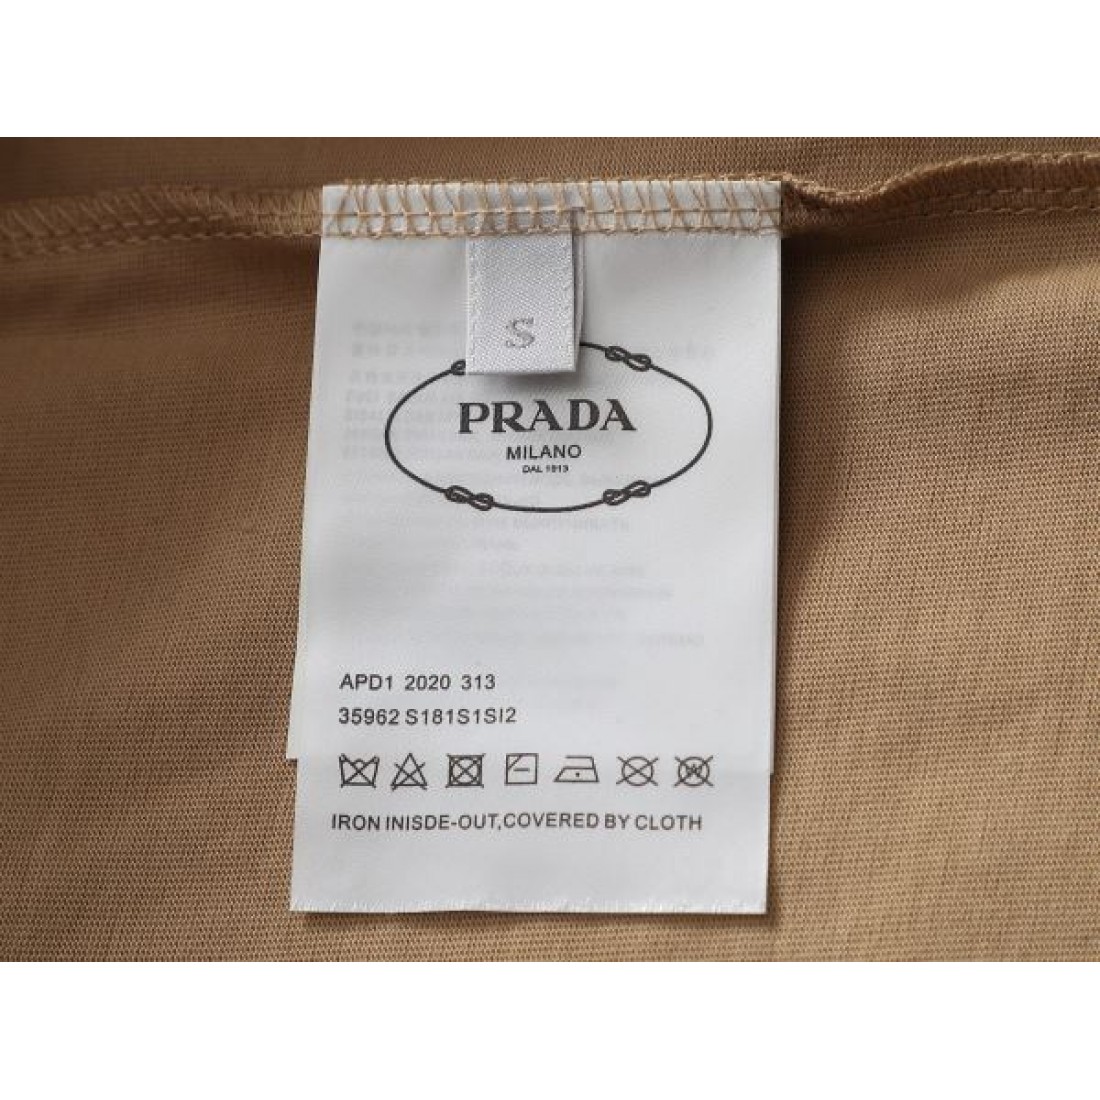 S
PRADA
MILANO
DAL 1913
APD1 2020 313
35962 S181S1SI2
IRON INISDE-OUT,COVERED BY CLOTH